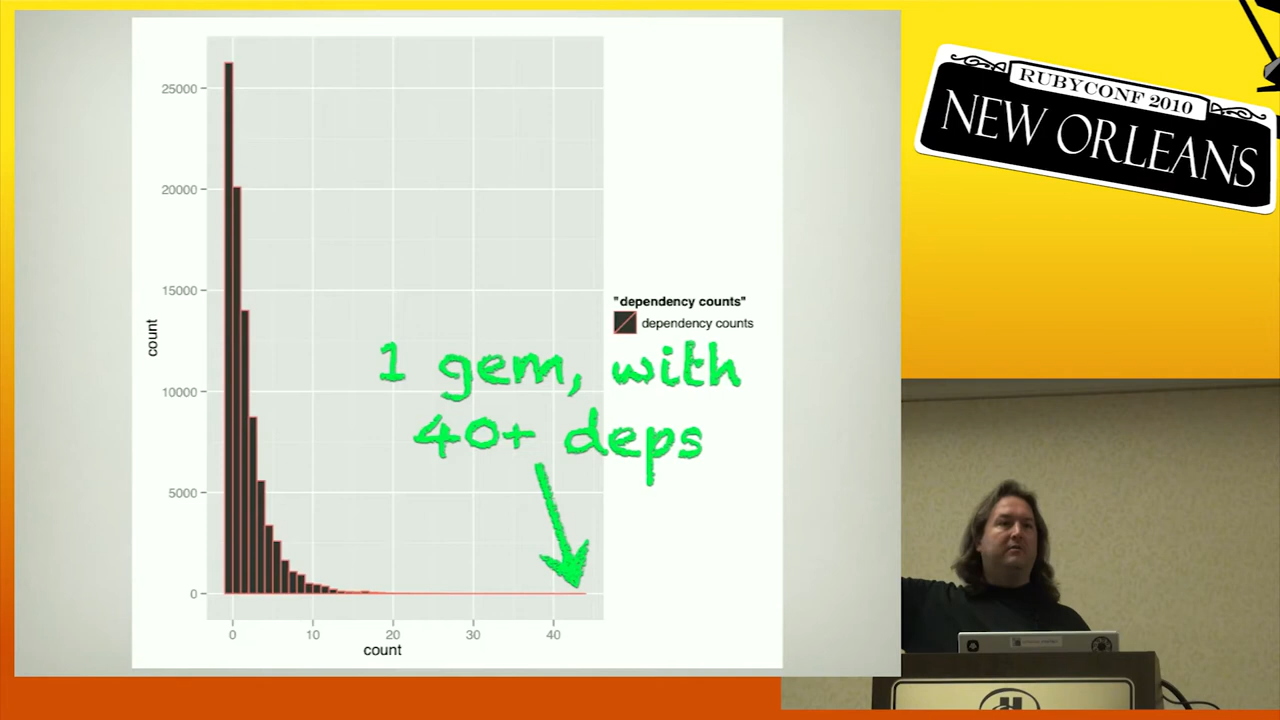 25000
20000
15000
10000
5000
0
count
0 10 20 30 40
count
"dependency counts"
dependency counts
1 gem, with
40+ deps
RUBYCONF 2010
NEW ORLEANS